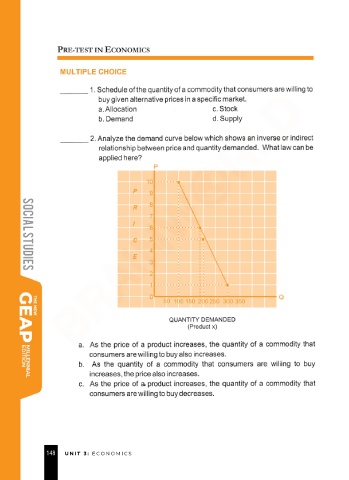 PRE-TEST IN ECONOMICS
MULTIPLE CHOICE
_______ 1. Schedule of the quantity of a commodity that consumers are willing to
buy given alternative prices in a specific market.
a. Allocation c. Stock
b. Demand d. Supply
_______ 2. Analyze the demand curve below which shows an inverse or indirect
relationship between price and quantity demanded. What law can be
applied here?
P
P
R
I
C
E
10
9
8
7
6
5
4
3
2
1
0
50 100 150 200 250 300 350 Q
QUANTITY DEMANDED
(Product x)
a. As the price of a product increases, the quantity of a commodity that
consumers are willing to buy also increases.
b. As the quantity of a commodity that consumers are willing to buy
increases, the price also increases.
c. As the price of a product increases, the quantity of a commodity that
consumers are willing to buy decreases.
SOCIAL STUDIES
THE NEW
GEAP
MILLENNIAL
EDITION
148 UNIT 3: ECONOMICS